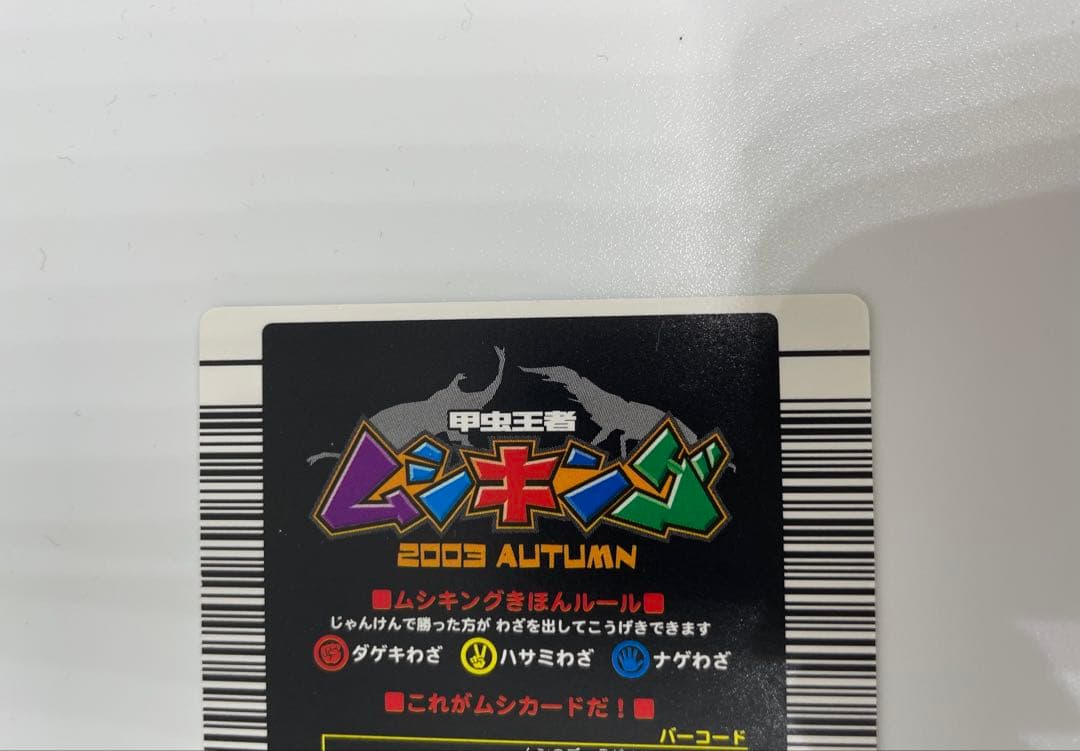 甲虫王者
ムシキング
2003 AUTUMN
■ムシキングきほんルール■
じゃんけんで勝った方が わざを出してこうげきできます
ダゲキわざ ハサミわざ ナゲわざ
■これがムシカードだ！■
バーコード